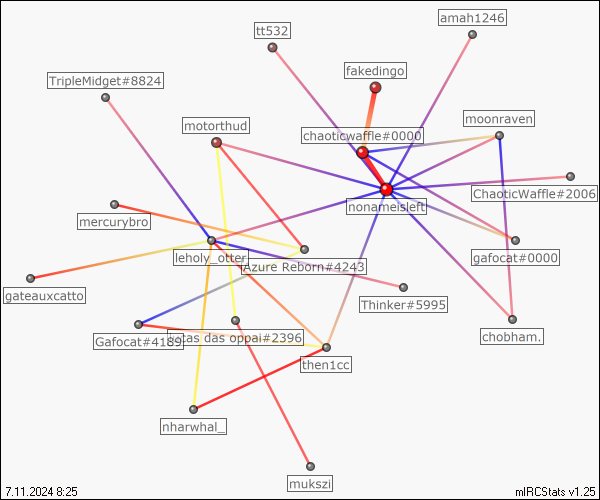 amah1246
tt532
fakedingo
TripleMidget#8824
moonraven
motorthud
chaoticwaffle#0000
ChaoticWaffle#2006
nonameisleft
mercurybro
leholy_otter
Azure Reborn#4243
gafocat#0000
gateauxcatto
Thinker#5995
Gafocat#4189
cas das oppai#2396
chobham.
then1cc
nharwhal_
mukszi
7.11.2024 8:25
mIRCStats v1.25